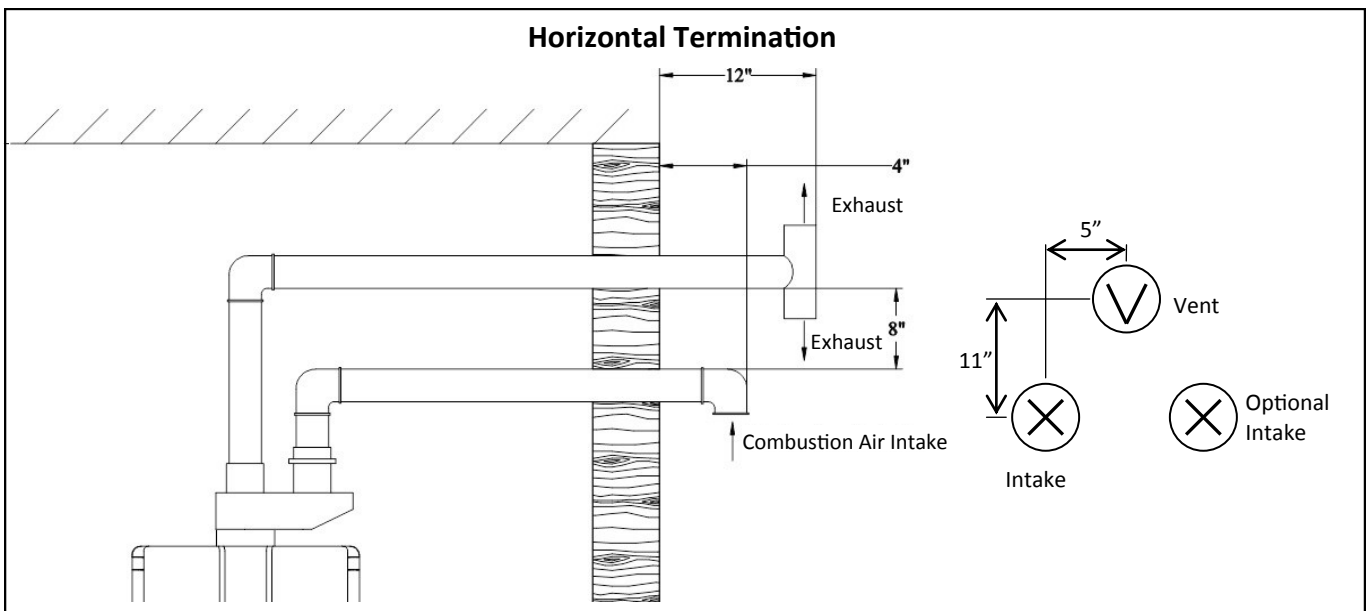 Horizontal Termination
12"
4"
Exhaust
8"
Exhaust
Combustion Air Intake
5”
Vent
11”
Optional
Intake
Intake